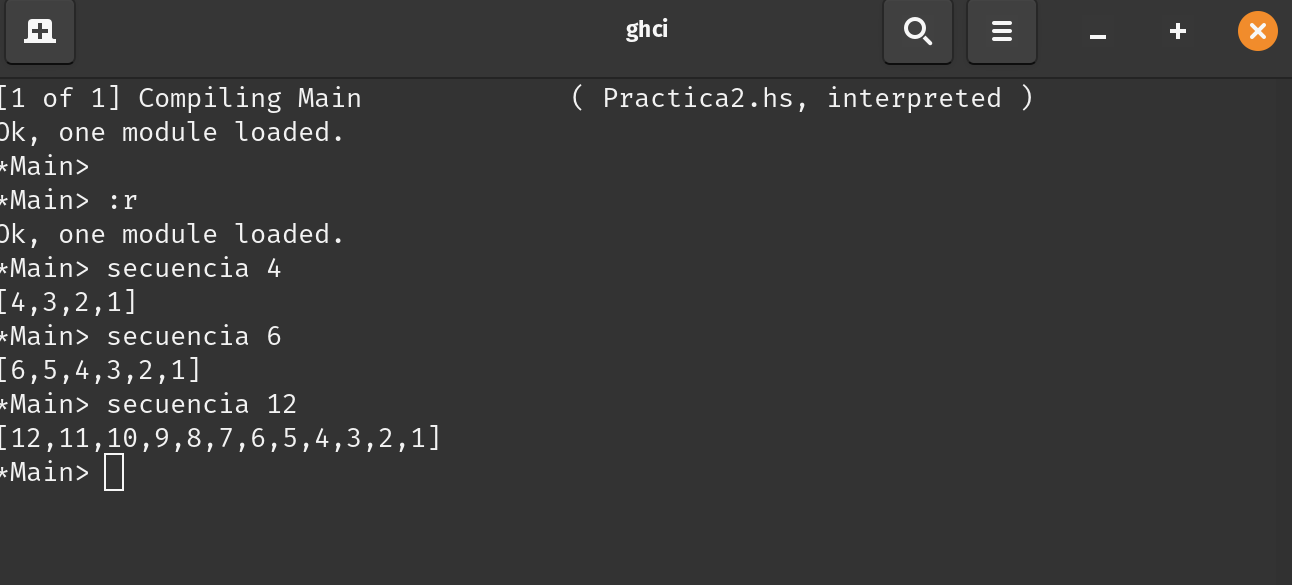 ghci
[1 of 1] Compiling Main             ( Practica2.hs, interpreted )
Ok, one module loaded.
*Main>
*Main> :r
Ok, one module loaded.
*Main> secuencia 4
[4,3,2,1]
*Main> secuencia 6
[6,5,4,3,2,1]
*Main> secuencia 12
[12,11,10,9,8,7,6,5,4,3,2,1]
*Main>